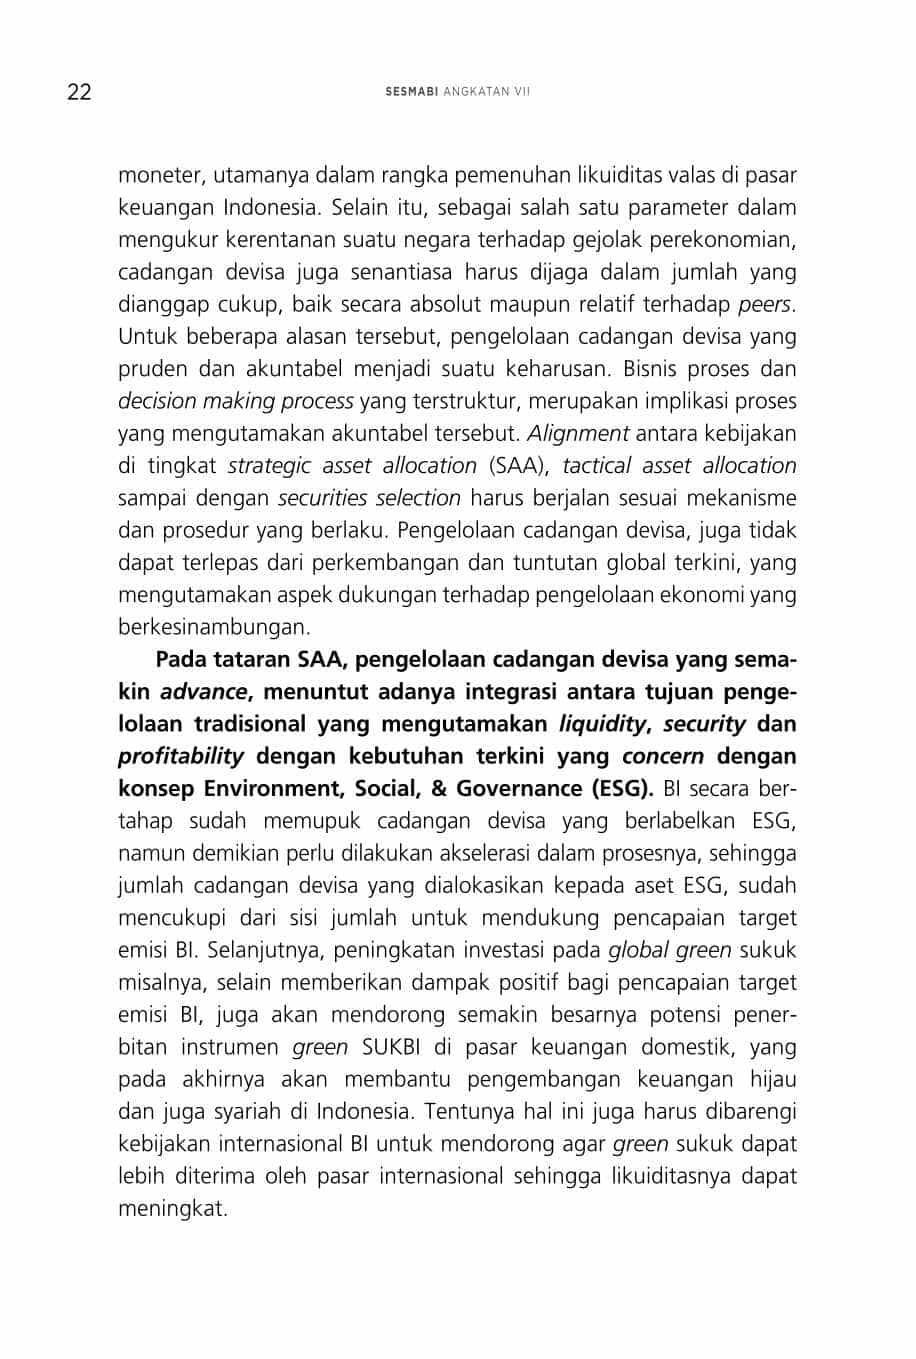 22
SESMABI ANGKATAN VII
moneter, utamanya dalam rangka pemenuhan likuiditas valas di pasar
keuangan Indonesia. Selain itu, sebagai salah satu parameter dalam
mengukur kerentanan suatu negara terhadap gejolak perekonomian,
cadangan devisa juga senantiasa harus dijaga dalam jumlah yang
dianggap cukup, baik secara absolut maupun relatif terhadap peers.
Untuk beberapa alasan tersebut, pengelolaan cadangan devisa yang
pruden dan akuntabel menjadi suatu keharusan. Bisnis proses dan
decision making process yang terstruktur, merupakan implikasi proses
yang mengutamakan akuntabel tersebut. Alignment antara kebijakan
di tingkat strategic asset allocation (SAA), tactical asset allocation
sampai dengan securities selection harus berjalan sesuai mekanisme
dan prosedur yang berlaku. Pengelolaan cadangan devisa, juga tidak
dapat terlepas dari perkembangan dan tuntutan global terkini, yang
mengutamakan aspek dukungan terhadap pengelolaan ekonomi yang
berkesinambungan.
Pada tataran SAA, pengelolaan cadangan devisa yang sema-
kin advance, menuntut adanya integrasi antara tujuan penge-
lolaan tradisional yang mengutamakan liquidity, security dan
profitability dengan kebutuhan terkini yang concern dengan
konsep Environment, Social, & Governance (ESG). BI secara ber-
tahap sudah memupuk cadangan devisa yang berlabelkan ESG,
namun demikian perlu dilakukan akselerasi dalam prosesnya, sehingga
jumlah cadangan devisa yang dialokasikan kepada aset ESG, sudah
mencukupi dari sisi jumlah untuk mendukung pencapaian target
emisi BI. Selanjutnya, peningkatan investasi pada global green sukuk
misalnya, selain memberikan dampak positif bagi pencapaian target
emisi BI, juga akan mendorong semakin besarnya potensi pener-
bitan instrumen green SUKBI di pasar keuangan domestik, yang
pada akhirnya akan membantu pengembangan keuangan hijau
dan juga syariah di Indonesia. Tentunya hal ini juga harus dibarengi
kebijakan internasional BI untuk mendorong agar green sukuk dapat
lebih diterima oleh pasar internasional sehingga likuiditasnya dapat
meningkat.